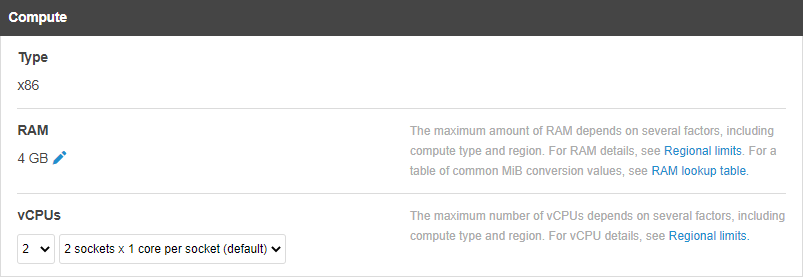 Compute
Type
x86
RAM
4 GB
The maximum amount of RAM depends on several factors, including
compute type and region. For RAM details, see Regional limits. For a
table of common MiB conversion values, see RAM lookup table.
vCPUs
2
2 sockets x 1 core per socket (default)
The maximum number of vCPUs depends on several factors, including
compute type and region. For vCPU details, see Regional limits.